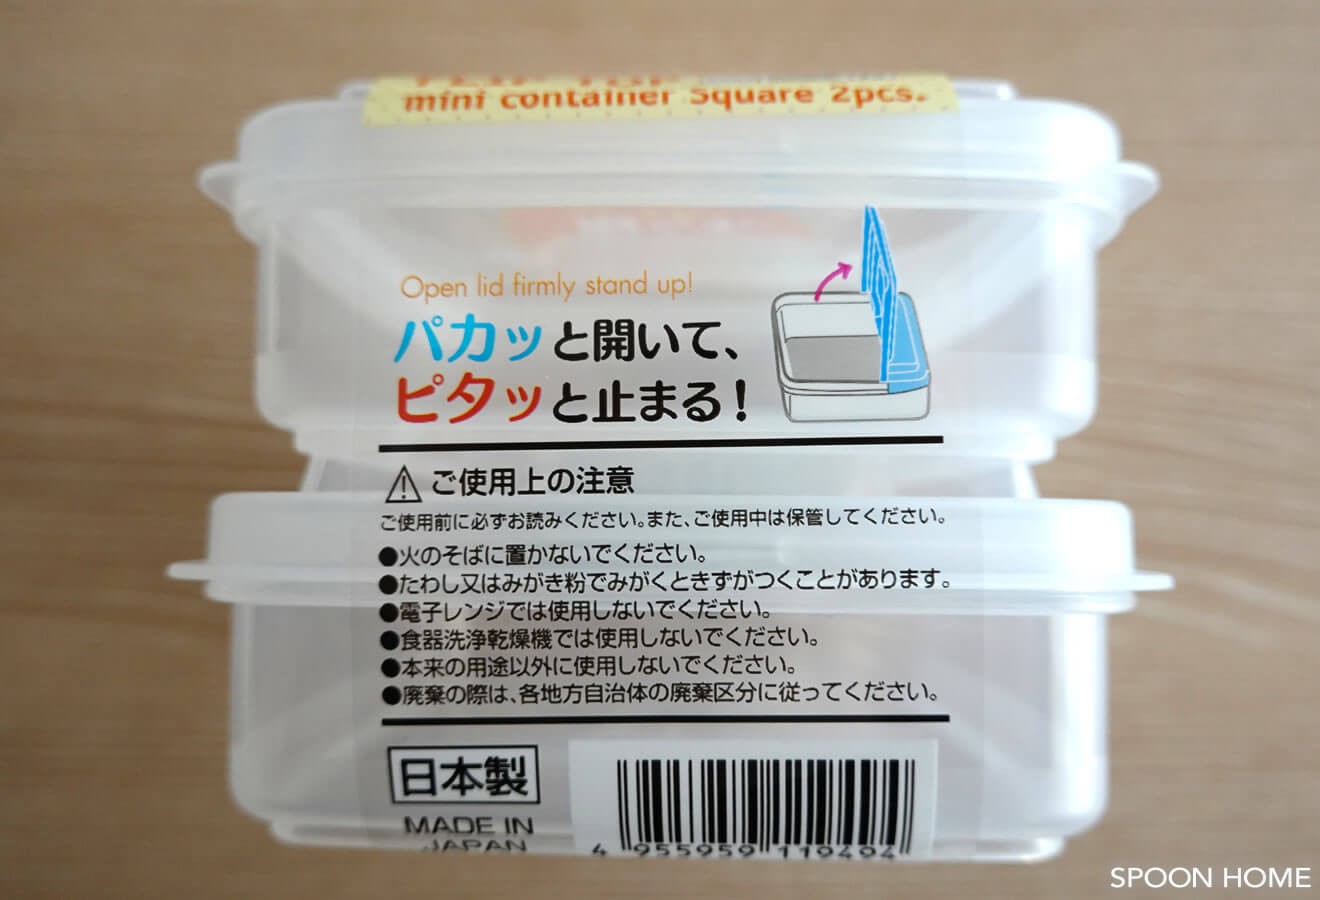 mini container Square 2pcs.
Open lid firmly stand up!
パカッと開いて、
ピタッと止まる！
ご使用上の注意
ご使用前に必ずお読みください。また、ご使用中は保管してください。
●火のそばに置かないでください。
●たわし又はみがき粉でみがくときずがつくことがあります。
●電子レンジでは使用しないでください。
●食器洗浄乾燥機では使用しないでください。
●本来の用途以外に使用しないでください。
●廃棄の際は、各地方自治体の廃棄区分に従ってください。
日本製
MADE IN
JAPAN
4 955959 119494
SPOON HOME